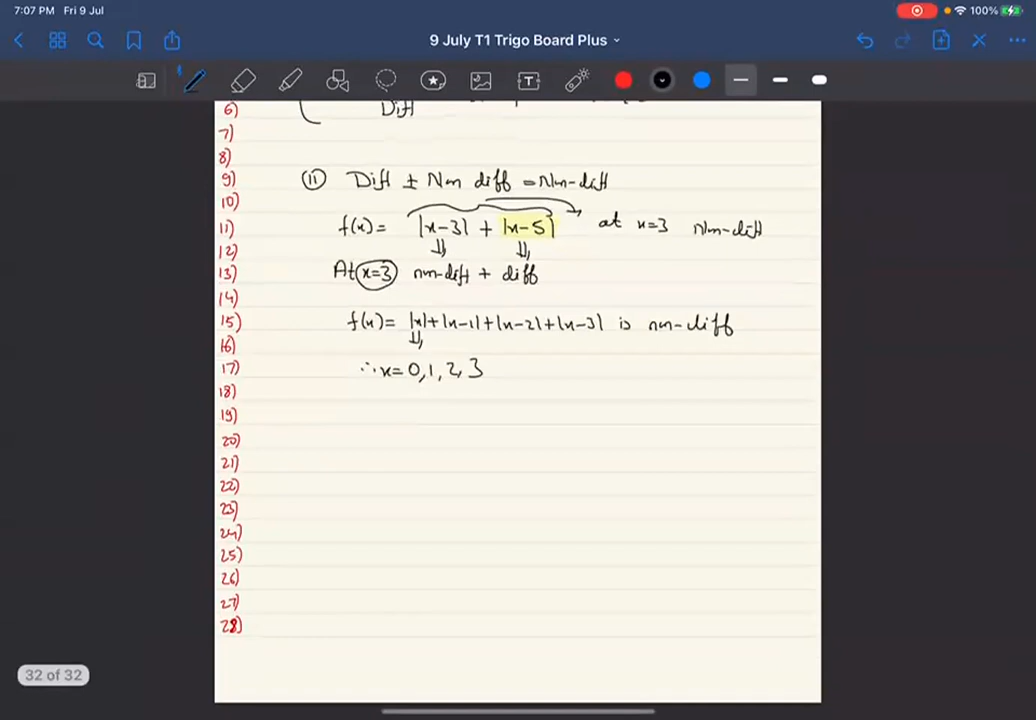 7:07 PM Fri 9 Jul
100%
9 July T1 Trigo Board Plus
6)
Diff
7)
8)
9) (11) Diff ± Non diff = Non-diff
10)
11) f(x) = |x-3| + |x-5| at x=3 Non-diff
12)
13) At x=3 non-diff + diff
14)
15) f(x) = |x|+|x-1|+|x-2|+|x-3| is non-diff
16)
17) ∴ x = 0, 1, 2, 3
18)
19)
20)
21)
22)
23)
24)
25)
26)
27)
28)
32 of 32